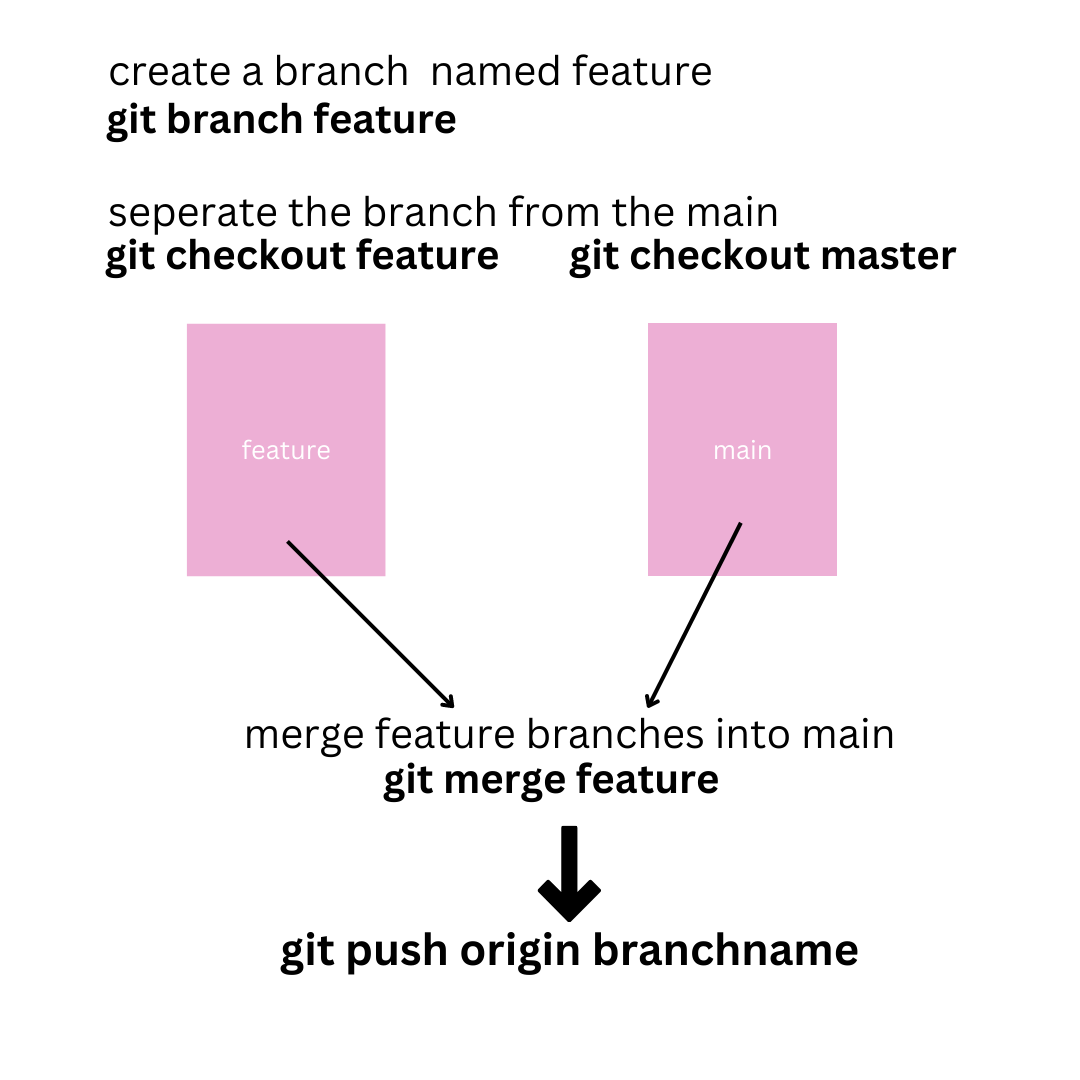 create a branch  named feature
git branch feature
seperate the branch from the main
git checkout feature
git checkout master
feature
main
merge feature branches into main
git merge feature
git push origin branchname